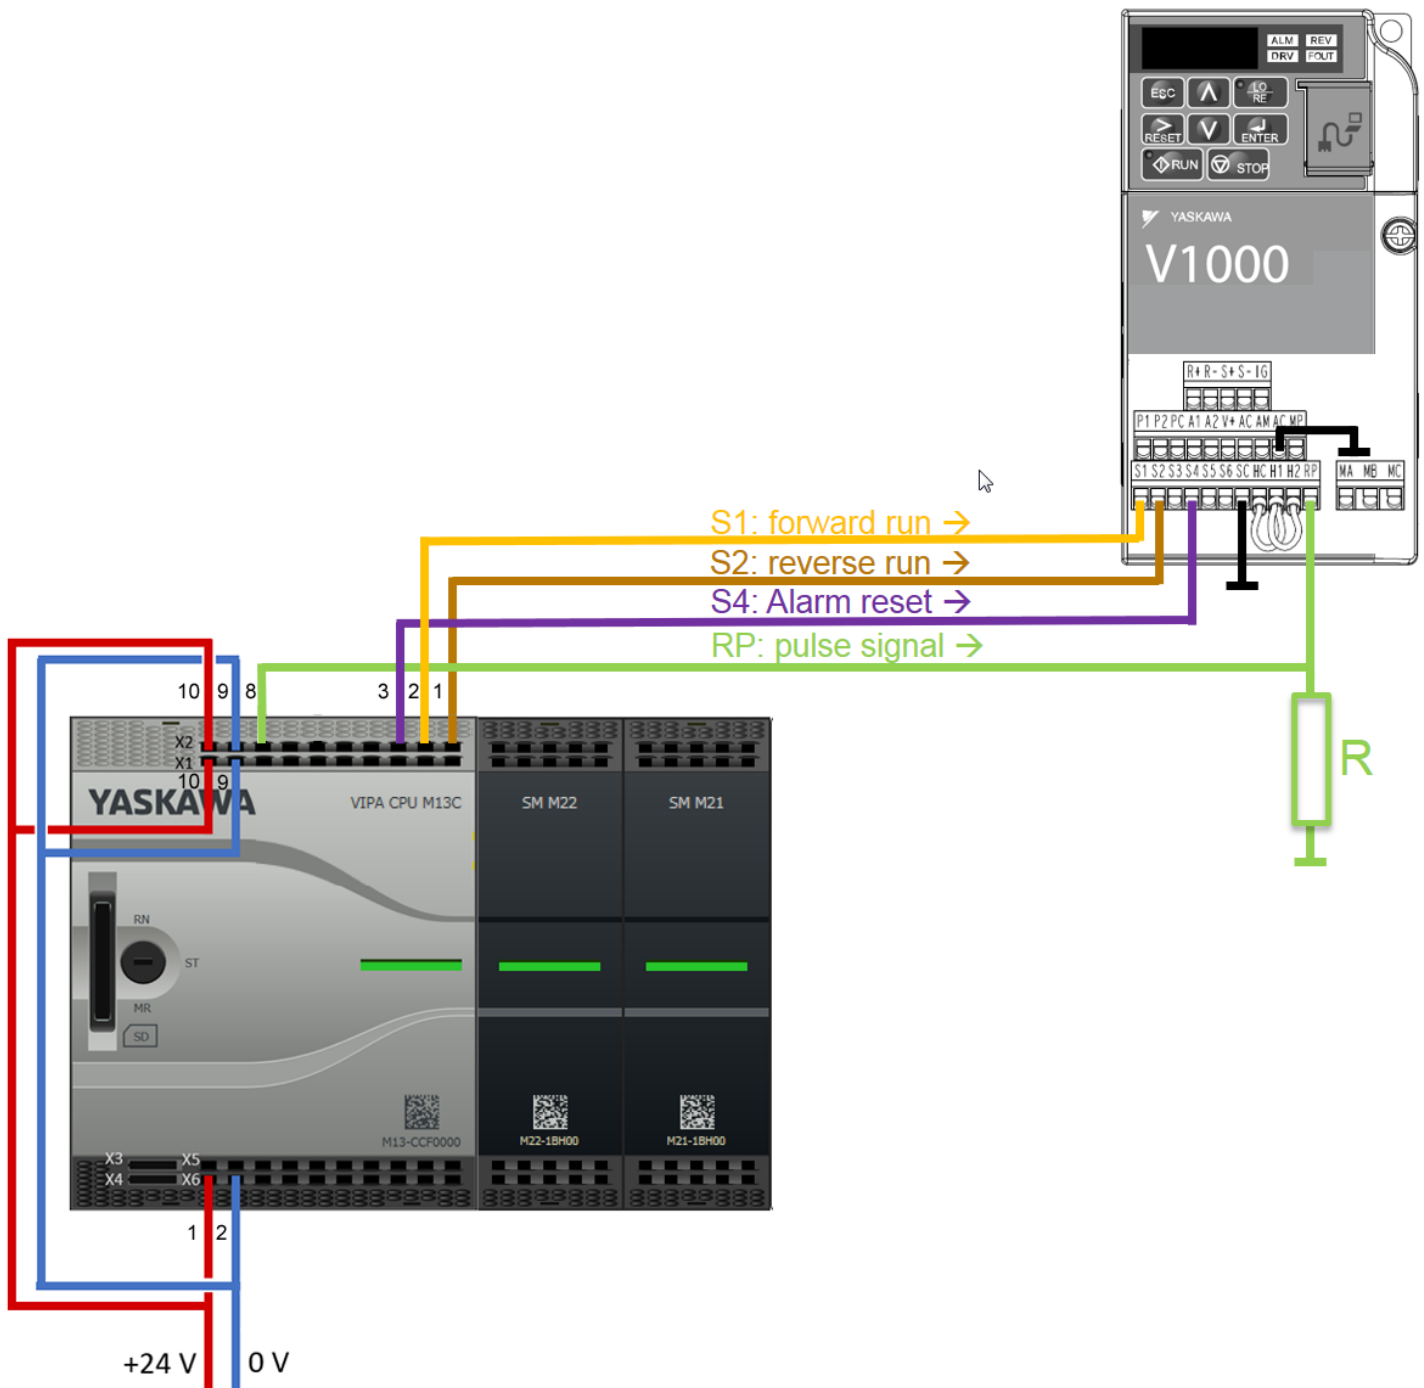 ALM REV
DRV FOUT
ESC LO RE
RESET ENTER
RUN STOP
YASKAWA
V1000
R+ R- S+ S- IG
P1 P2 PC A1 A2 V+ AC AM AC MP
S1 S2 S3 S4 S5 S6 SC HC H1 H2 RP
MA MB MC
S1: forward run →
S2: reverse run →
S4: Alarm reset →
RP: pulse signal →
10 9 8 3 2 1
X2
X1
10 9
R
YASKAWA
VIPA CPU M13C
SM M22
SM M21
RN
ST
MR
SD
M13-CCF0000
M22-1BH00
M21-1BH00
X3 X5
X4 X6
1 2
+24 V 0 V